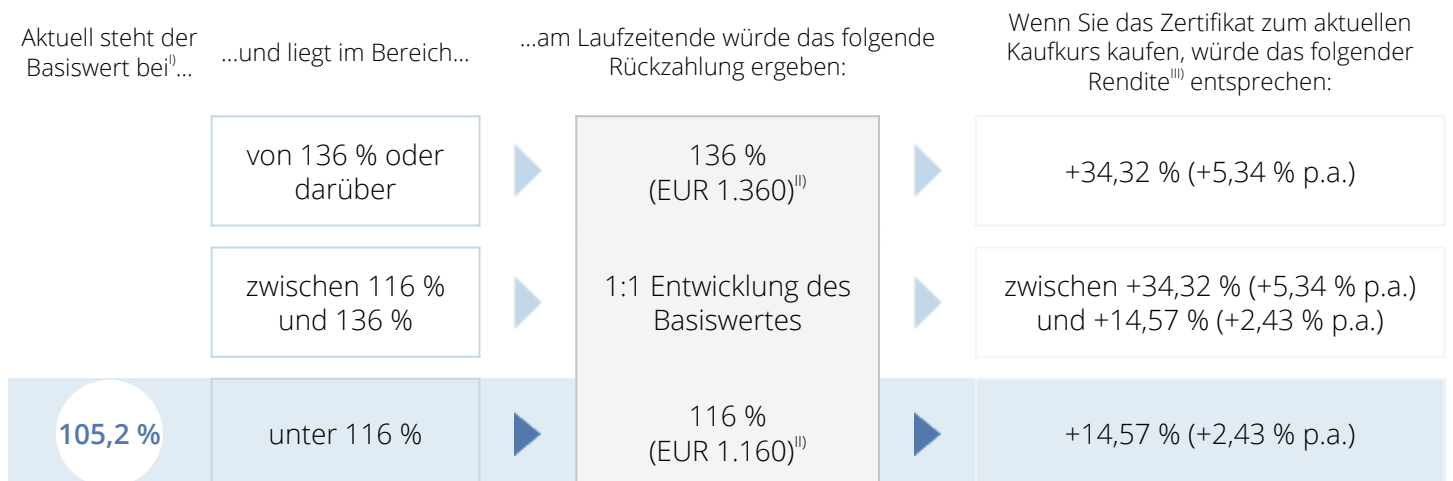 Aktuell steht der
Basiswert bei^I)...
...und liegt im Bereich...
...am Laufzeitende würde das folgende
Rückzahlung ergeben:
Wenn Sie das Zertifikat zum aktuellen
Kaufkurs kaufen, würde das folgender
Rendite^III) entsprechen:
von 136 % oder
darüber
136 %
(EUR 1.360)^II)
+34,32 % (+5,34 % p.a.)
zwischen 116 %
und 136 %
1:1 Entwicklung des
Basiswertes
zwischen +34,32 % (+5,34 % p.a.)
und +14,57 % (+2,43 % p.a.)
105,2 %
unter 116 %
116 %
(EUR 1.160)^II)
+14,57 % (+2,43 % p.a.)